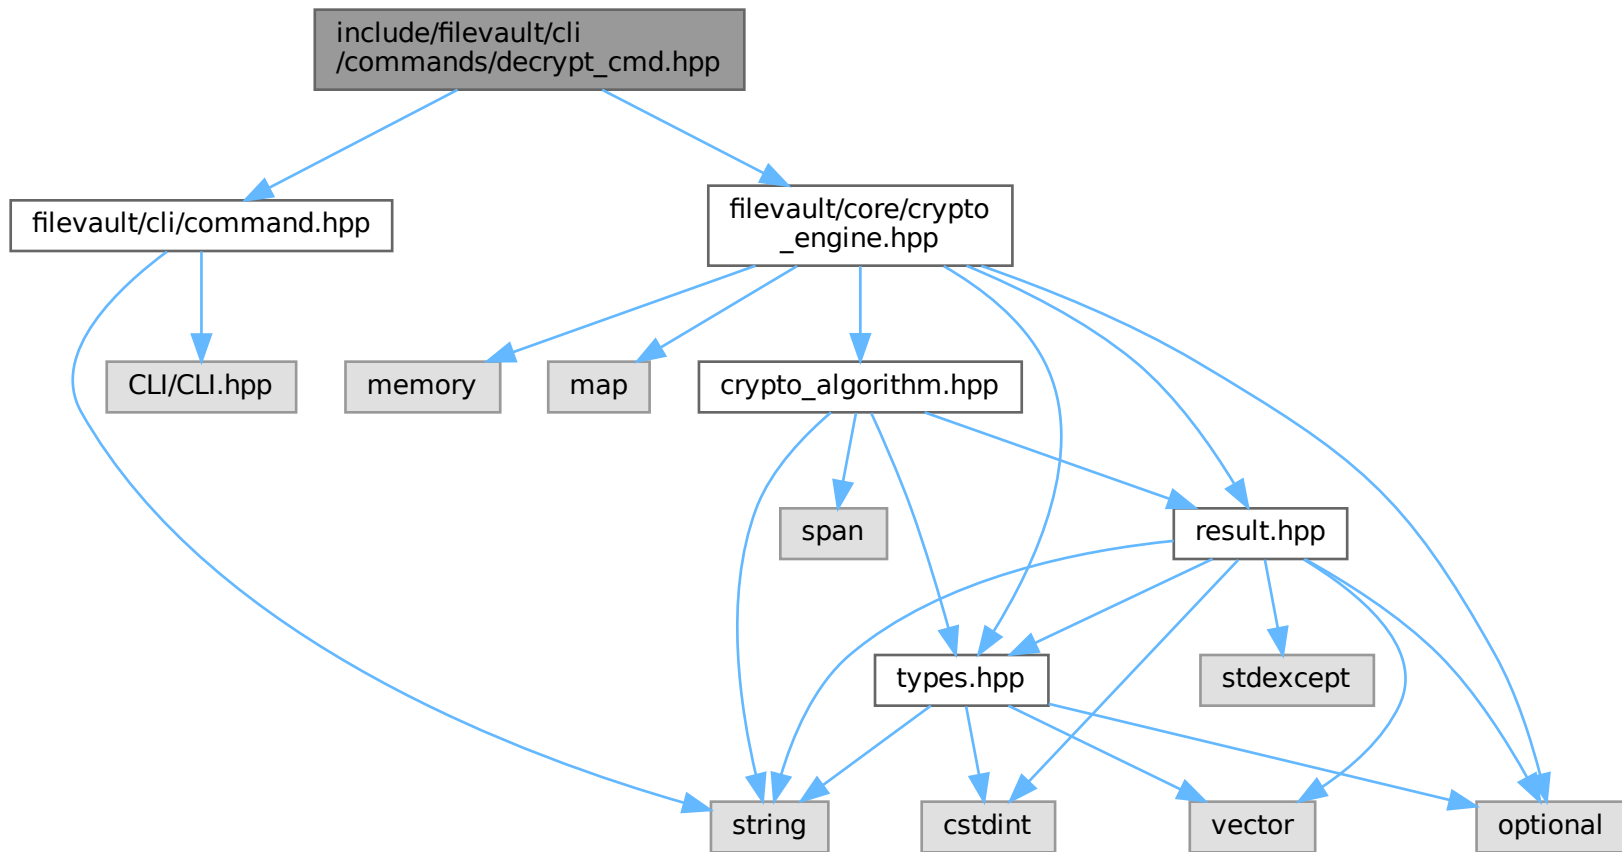 include/filevault/cli
/commands/decrypt_cmd.hpp
filevault/cli/command.hpp
filevault/core/crypto
_engine.hpp
CLI/CLI.hpp
memory
map
crypto_algorithm.hpp
span
result.hpp
types.hpp
stdexcept
string
cstdint
vector
optional